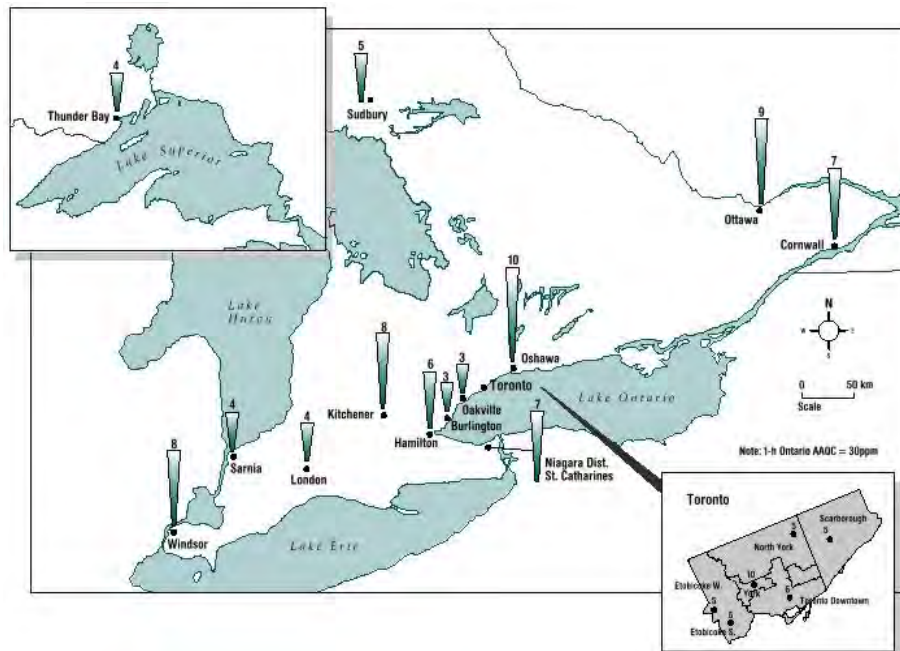 4
Thunder Bay
Lake Superior
5
Sudbury
9
Ottawa
7
Cornwall
Lake
Huron
10
Oshawa
N
W
E
S
0 50 km
Scale
8
Kitchener
6
3
3
Toronto
Oakville
Burlington
Hamilton
Lake Ontario
7
Niagara Dist.
St. Catharines
Note: 1-h Ontario AAQC = 30ppm
4
Sarnia
4
London
8
Windsor
Lake Erie
Toronto
Scarborough
5
North York
10
York
6
Toronto Downtown
Etobicoke W.
5
Etobicoke S.